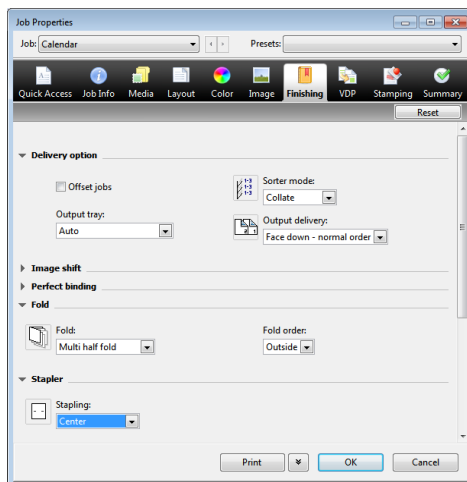 Job Properties
Job: Calendar Presets:
Quick Access Job Info Media Layout Color Image Finishing VDP Stamping Summary
Reset
Delivery option
Offset jobs
Sorter mode:
Collate
Output tray:
Auto
Output delivery:
Face down - normal order
Image shift
Perfect binding
Fold
Fold:
Multi half fold
Fold order:
Outside
Stapler
Stapling:
Center
Print OK Cancel